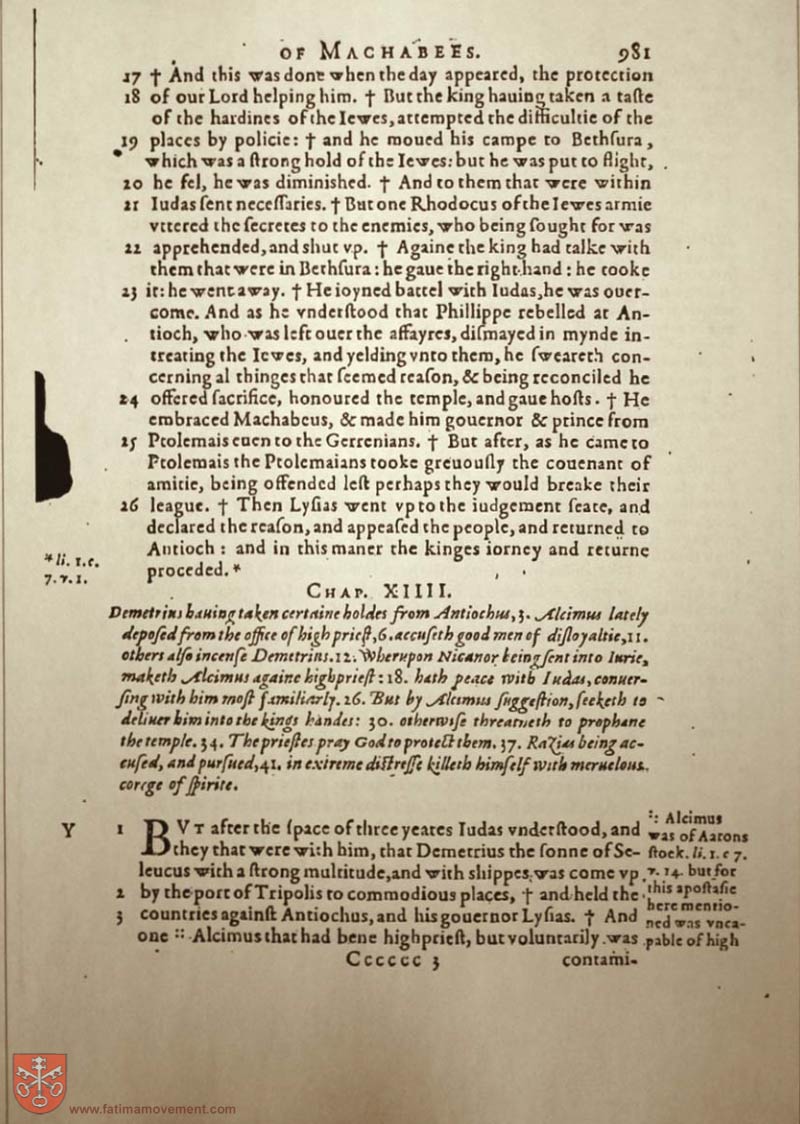 OF MACHABEES. 981
17 † And this was done when the day appeared, the protection
18 of our Lord helping him. † But the king hauing taken a taſte
of the hardines of the Iewes, attempted the difficultie of the
19 places by policie: † and he moued his campe to Bethſura,
which was a ſtrong hold of the Iewes: but he was put to flight,
20 he fel, he was diminished. † And to them that were within
21 Iudas ſent neceſſaries. † But one Rhodocus of the Iewes armie
vttered the ſecretes to the enemies, who being ſought for was
22 apprehended, and shut vp. † Againe the king had talke with
them that were in Bethſura: he gaue the right hand: he tooke
23 it: he went away. † He ioyned battel with Iudas, he was ouer-
come. And as he vnderſtood that Phillippe rebelled at An-
tioch, who was left ouer the affayres, diſmayed in mynde in-
treating the Iewes, and yelding vnto them, he ſweareth con-
cerning al thinges that ſeemed reaſon, & being reconciled he
24 offered ſacrifice, honoured the temple, and gaue hoſts. † He
embraced Machabeus, & made him gouernor & prince from
25 Ptolemais euen to the Gerrenians. † But after, as he came to
Ptolemais the Ptolemaians tooke greuouſly the couenant of
amitie, being offended leſt perhaps they would breake their
26 league. † Then Lyſias went vp to the iudgement ſeate, and
declared the reaſon, and appeaſed the people, and returned to
Antioch: and in this maner the kinges iorney and returne
proceded.*
*li. 1. c.
7. v. 1.
CHAP. XIIII.
Demetrius hauing taken certaine holdes from Antiochus, 3. Alcimus lately
depoſed from the office of high prieſt, 6. accuſeth good men of diſloyaltie, 11.
others alſo incenſe Demetrius. 12. Wherupon Nicanor being ſent into Iurie,
maketh Alcimus againe highprieſt: 18. hath peace with Iudas, conuer-
ſing with him moſt familiarly. 26. But by Alcimus ſuggeſtion, ſeeketh to
deliuer him into the kings handes: 30. otherwiſe threatneth to prophane
the temple. 34. The prieſtes pray God to protect them. 37. Razias being ac-
cuſed, and purſued, 41. in extreme diſtreſſe killeth himſelf with meruelous
corege of ſpirite.
Y 1 BVT after the ſpace of three yeares Iudas vnderſtood, and
they that were with him, that Demetrius the ſonne of Se-
leucus with a ſtrong multitude, and with shippes was come vp
2 by the port of Tripolis to commodious places, † and held the
3 countries againſt Antiochus, and his gouernor Lyſias. † And
one :: Alcimus that had bene highprieſt, but voluntarily was
:: Alcimus
was of Aarons
ſtock. li. 1. c 7.
v. 14. but for
this apoſtaſie
here mentio-
ned was vnca-
pable of high
Cccccc 3 contami-
www.fatimamovement.com